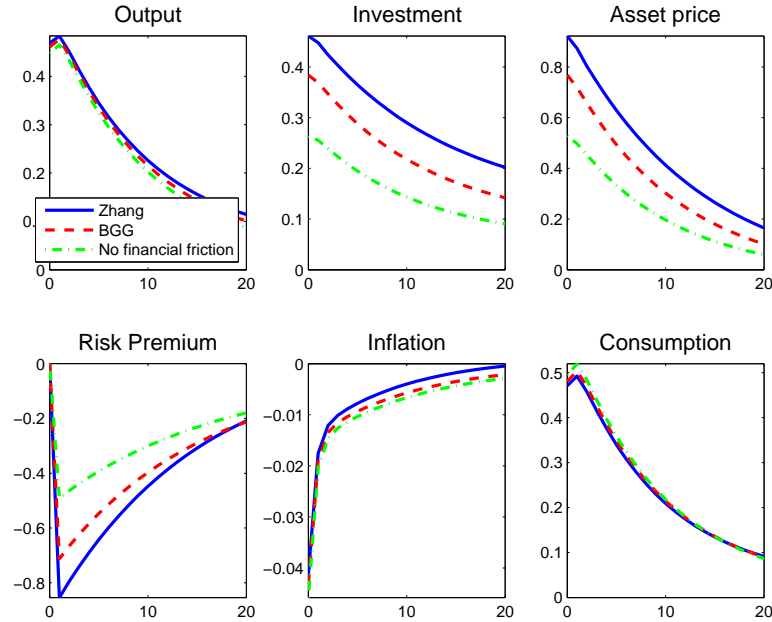 Output
Investment
Asset price
0.4
0.3
0.2
0.1
0
0 10 20
Zhang
BGG
No financial friction
0.4
0.3
0.2
0.1
0
0 10 20
0.8
0.6
0.4
0.2
0
0 10 20
Risk Premium
Inflation
Consumption
0
−0.2
−0.4
−0.6
−0.8
0 10 20
0
−0.01
−0.02
−0.03
−0.04
0 10 20
0.5
0.4
0.3
0.2
0.1
0
0 10 20